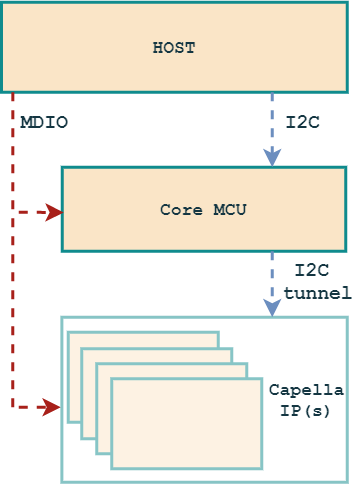 HOST
MDIO
I2C
Core MCU
I2C
tunnel
Capella
IP(s)